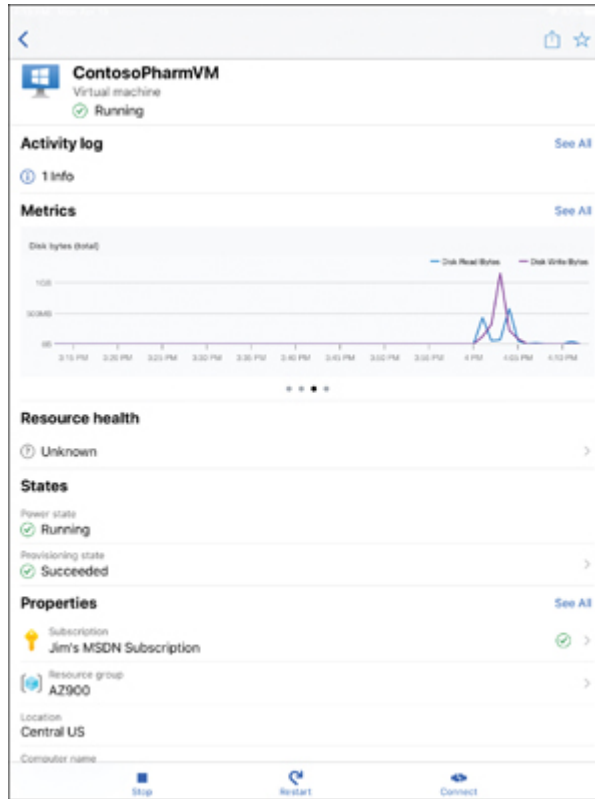 ContosoPharmVM
Virtual machine
Running
Activity log See All
1 Info
Metrics See All
Disk bytes (total)
Disk Read Bytes Disk Write Bytes
1GB
500MB
0B
3:15 PM 3:20 PM 3:25 PM 3:30 PM 3:35 PM 3:40 PM 3:45 PM 3:50 PM 3:55 PM 4 PM 4:05 PM 4:10 PM
Resource health
Unknown
States
Power state
Running
Provisioning state
Succeeded
Properties See All
Subscription
Jim's MSDN Subscription
Resource group
AZ900
Location
Central US
Computer name
Stop Restart Connect